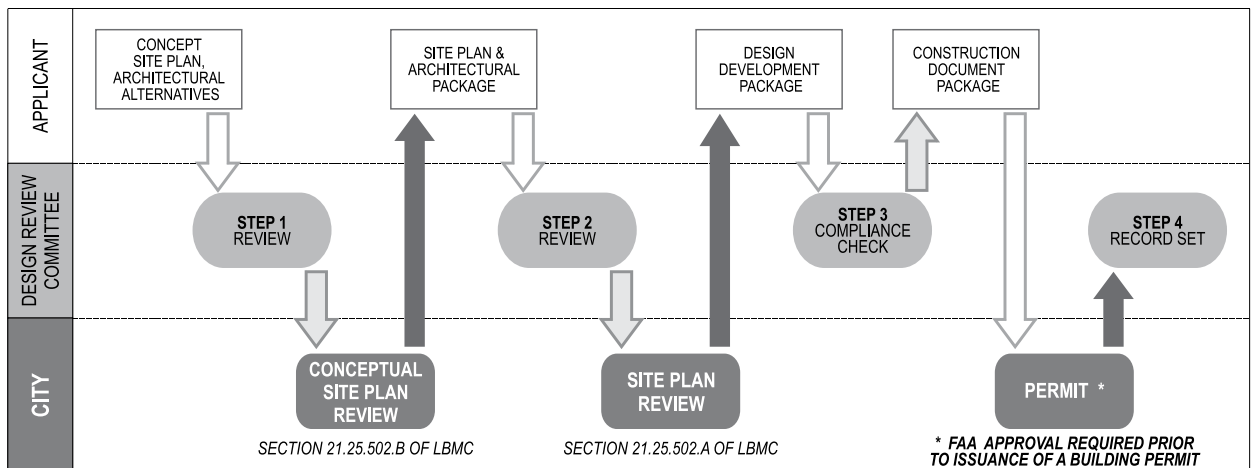 APPLICANT
CONCEPT
SITE PLAN,
ARCHITECTURAL
ALTERNATIVES
SITE PLAN &
ARCHITECTURAL
PACKAGE
DESIGN
DEVELOPMENT
PACKAGE
CONSTRUCTION
DOCUMENT
PACKAGE
DESIGN REVIEW
COMMITTEE
STEP 1
REVIEW
STEP 2
REVIEW
STEP 3
COMPLIANCE
CHECK
STEP 4
RECORD SET
CITY
CONCEPTUAL
SITE PLAN
REVIEW
SECTION 21.25.502.B OF LBMC
SITE PLAN
REVIEW
SECTION 21.25.502.A OF LBMC
PERMIT *
* FAA APPROVAL REQUIRED PRIOR
TO ISSUANCE OF A BUILDING PERMIT